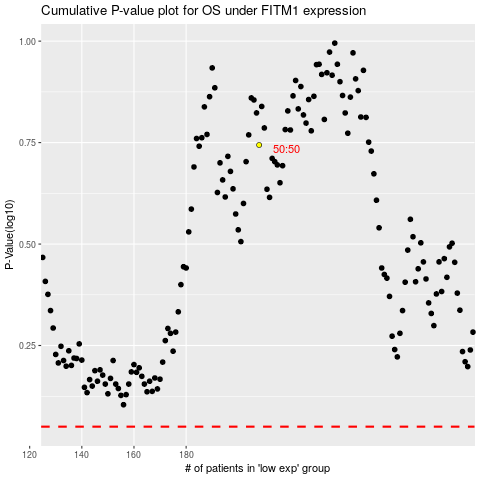 Cumulative P-value plot for OS under FITM1 expression
1.00
0.75
0.50
0.25
P-Value(log10)
50:50
120 140 160 180
# of patients in 'low exp' group